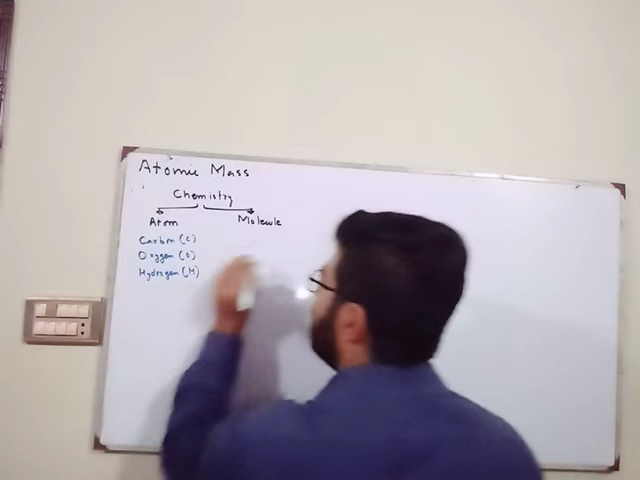 Atomic Mass
Chemistry
Atom Molecule
Carbon (C)
Oxygen (O)
Hydrogen (H)